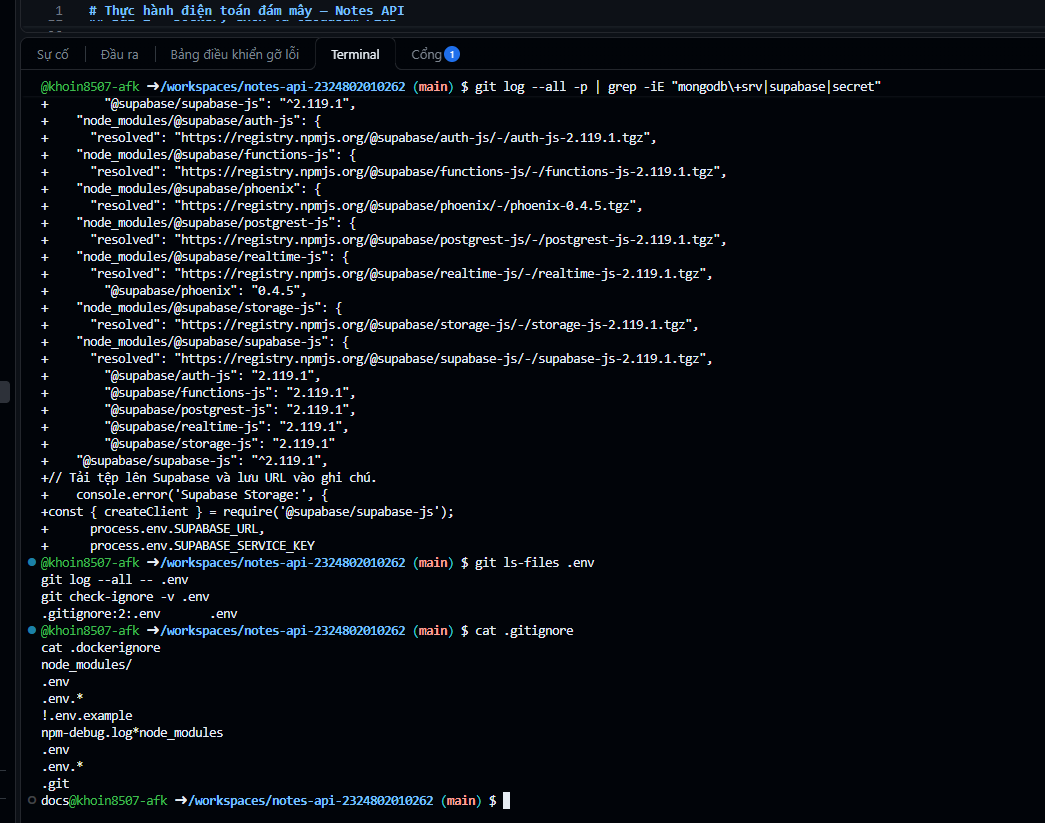 1 # Thực hành điện toán đám mây – Notes API
Sự cố Đầu ra Bảng điều khiển gỡ lỗi Terminal Cổng 1
@khoin8507-afk ➜/workspaces/notes-api-2324802010262 (main) $ git log --all -p | grep -iE "mongodb\+srv|supabase|secret"
+        "@supabase/supabase-js": "^2.119.1",
+    "node_modules/@supabase/auth-js": {
+      "resolved": "https://registry.npmjs.org/@supabase/auth-js/-/auth-js-2.119.1.tgz",
+    "node_modules/@supabase/functions-js": {
+      "resolved": "https://registry.npmjs.org/@supabase/functions-js/-/functions-js-2.119.1.tgz",
+    "node_modules/@supabase/phoenix": {
+      "resolved": "https://registry.npmjs.org/@supabase/phoenix/-/phoenix-0.4.5.tgz",
+    "node_modules/@supabase/postgrest-js": {
+      "resolved": "https://registry.npmjs.org/@supabase/postgrest-js/-/postgrest-js-2.119.1.tgz",
+    "node_modules/@supabase/realtime-js": {
+      "resolved": "https://registry.npmjs.org/@supabase/realtime-js/-/realtime-js-2.119.1.tgz",
+        "@supabase/phoenix": "0.4.5",
+    "node_modules/@supabase/storage-js": {
+      "resolved": "https://registry.npmjs.org/@supabase/storage-js/-/storage-js-2.119.1.tgz",
+    "node_modules/@supabase/supabase-js": {
+      "resolved": "https://registry.npmjs.org/@supabase/supabase-js/-/supabase-js-2.119.1.tgz",
+        "@supabase/auth-js": "2.119.1",
+        "@supabase/functions-js": "2.119.1",
+        "@supabase/postgrest-js": "2.119.1",
+        "@supabase/realtime-js": "2.119.1",
+        "@supabase/storage-js": "2.119.1"
+    "@supabase/supabase-js": "^2.119.1",
+// Tải tệp lên Supabase và lưu URL vào ghi chú.
+    console.error('Supabase Storage:', {
+const { createClient } = require('@supabase/supabase-js');
+      process.env.SUPABASE_URL,
+      process.env.SUPABASE_SERVICE_KEY
@khoin8507-afk ➜/workspaces/notes-api-2324802010262 (main) $ git ls-files .env
git log --all -- .env
git check-ignore -v .env
.gitignore:2:.env       .env
@khoin8507-afk ➜/workspaces/notes-api-2324802010262 (main) $ cat .gitignore
cat .dockerignore
node_modules/
.env
.env.*
!.env.example
npm-debug.log*node_modules
.env
.env.*
.git
docs@khoin8507-afk ➜/workspaces/notes-api-2324802010262 (main) $